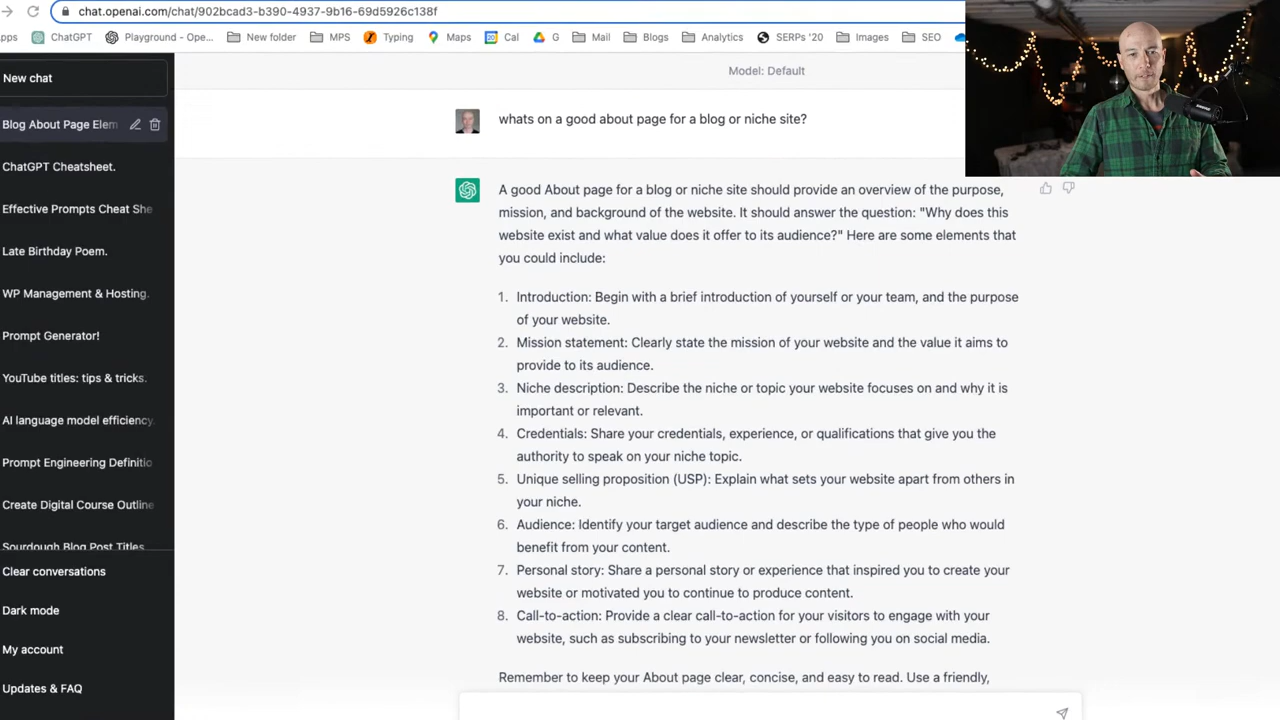 chat.openai.com/chat/902bcad3-b390-4937-9b16-69d5926c138f
pps ChatGPT Playground - Ope... New folder MPS Typing Maps Cal G Mail Blogs Analytics SERPs '20 Images SEO
New chat
Model: Default
Blog About Page Elem
whats on a good about page for a blog or niche site?
ChatGPT Cheatsheet.
Effective Prompts Cheat She
Late Birthday Poem.
WP Management & Hosting.
Prompt Generator!
YouTube titles: tips & tricks.
AI language model efficiency.
Prompt Engineering Definitio
Create Digital Course Outline
Sourdough Blog Post Titles
Clear conversations
Dark mode
My account
Updates & FAQ
A good About page for a blog or niche site should provide an overview of the purpose,
mission, and background of the website. It should answer the question: "Why does this
website exist and what value does it offer to its audience?" Here are some elements that
you could include:
1. Introduction: Begin with a brief introduction of yourself or your team, and the purpose
of your website.
2. Mission statement: Clearly state the mission of your website and the value it aims to
provide to its audience.
3. Niche description: Describe the niche or topic your website focuses on and why it is
important or relevant.
4. Credentials: Share your credentials, experience, or qualifications that give you the
authority to speak on your niche topic.
5. Unique selling proposition (USP): Explain what sets your website apart from others in
your niche.
6. Audience: Identify your target audience and describe the type of people who would
benefit from your content.
7. Personal story: Share a personal story or experience that inspired you to create your
website or motivated you to continue to produce content.
8. Call-to-action: Provide a clear call-to-action for your visitors to engage with your
website, such as subscribing to your newsletter or following you on social media.
Remember to keep your About page clear, concise, and easy to read. Use a friendly,